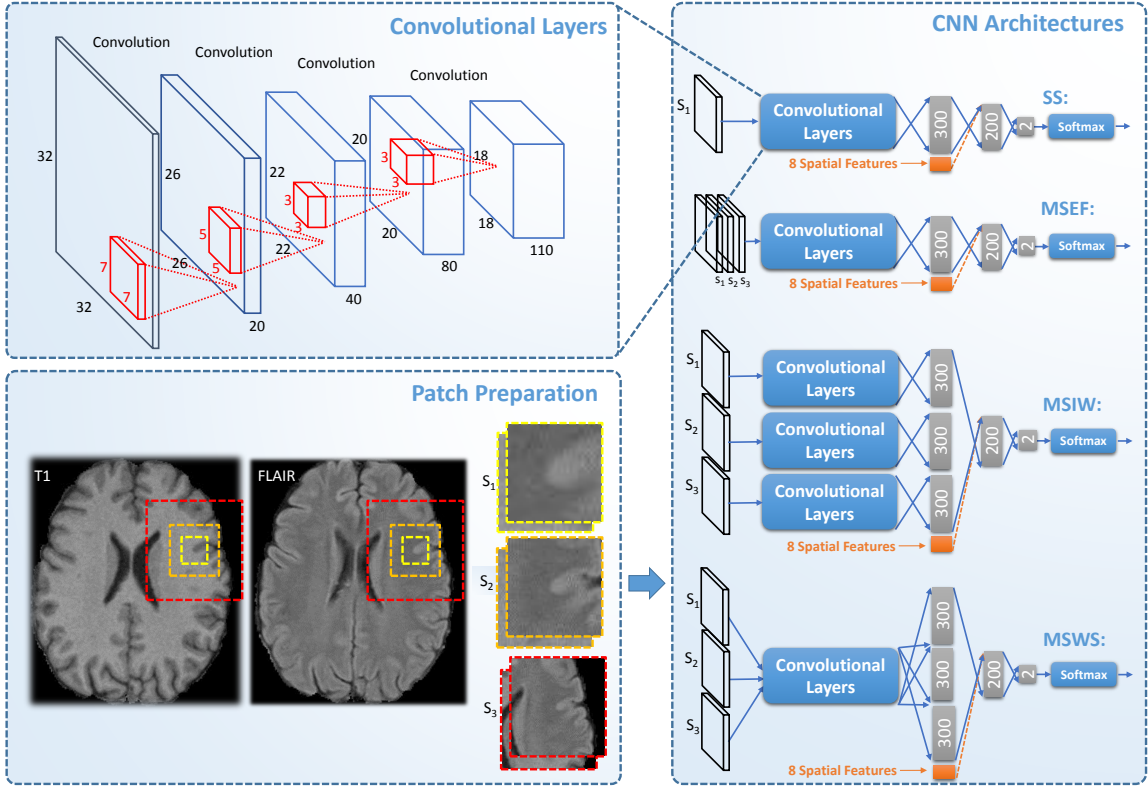 Convolutional Layers
Convolution
Convolution
Convolution
Convolution
32
32
7
7
26
26
5
5
20
22
22
3
3
40
20
20
3
3
80
18
18
110
Patch Preparation
T1
FLAIR
S1
S2
S3
CNN Architectures
SS:
S1
Convolutional
Layers
300
200
2
Softmax
8 Spatial Features
MSEF:
S1 S2 S3
Convolutional
Layers
300
200
2
Softmax
8 Spatial Features
MSIW:
S1
Convolutional
Layers
300
S2
Convolutional
Layers
300
200
2
Softmax
S3
Convolutional
Layers
300
8 Spatial Features
MSWS:
S1
S2
S3
Convolutional
Layers
300
300
300
200
2
Softmax
8 Spatial Features